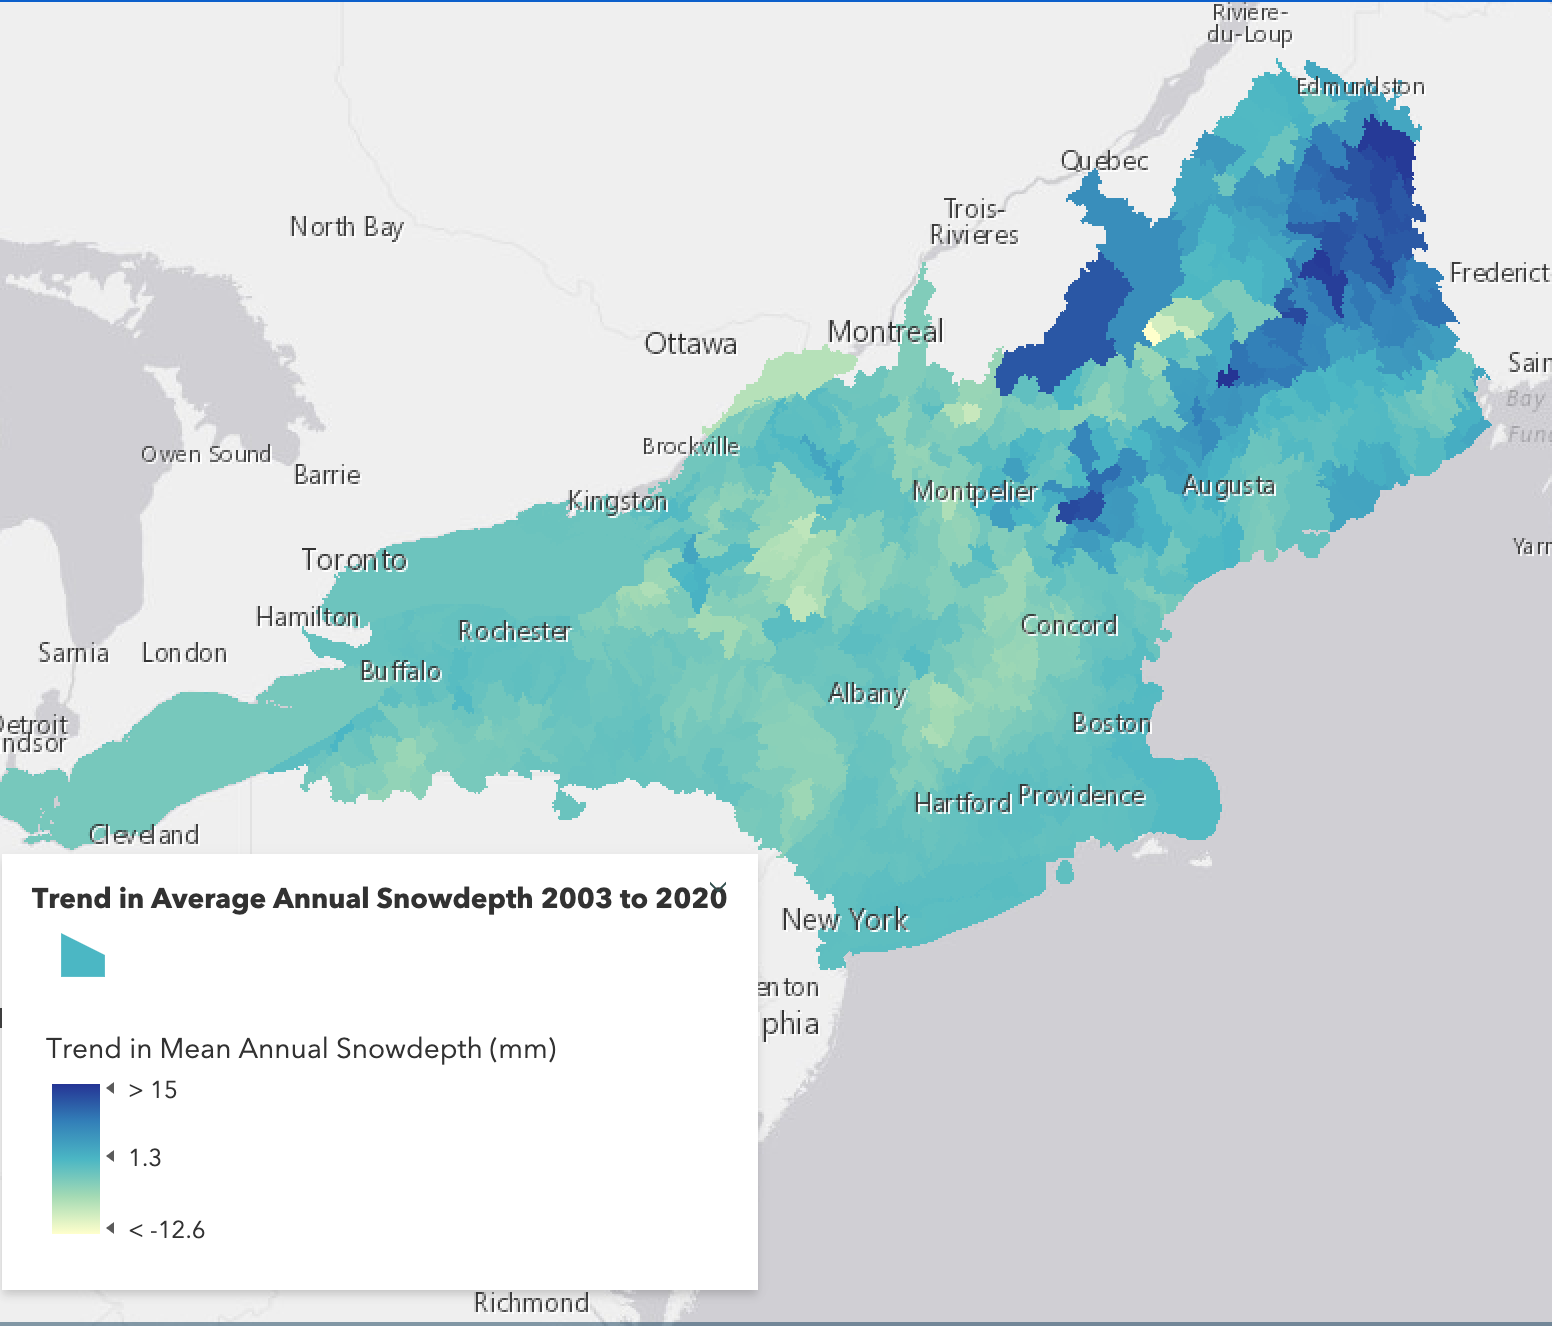 Riviere-
du-Loup
Edmundston
Quebec
Trois-
Rivieres
North Bay
Frederict
Montreal
Ottawa
Sain
Bay
Fund
Brockville
Owen Sound
Barrie
Kingston
Montpelier
Augusta
Yarn
Toronto
Hamilton
Rochester
Concord
Sarnia
London
Buffalo
Albany
Detroit
ndsor
Boston
Hartford
Providence
Cleveland
Trend in Average Annual Snowdepth 2003 to 2020
New York
enton
phia
Trend in Mean Annual Snowdepth (mm)
> 15
1.3
< -12.6
Richmond